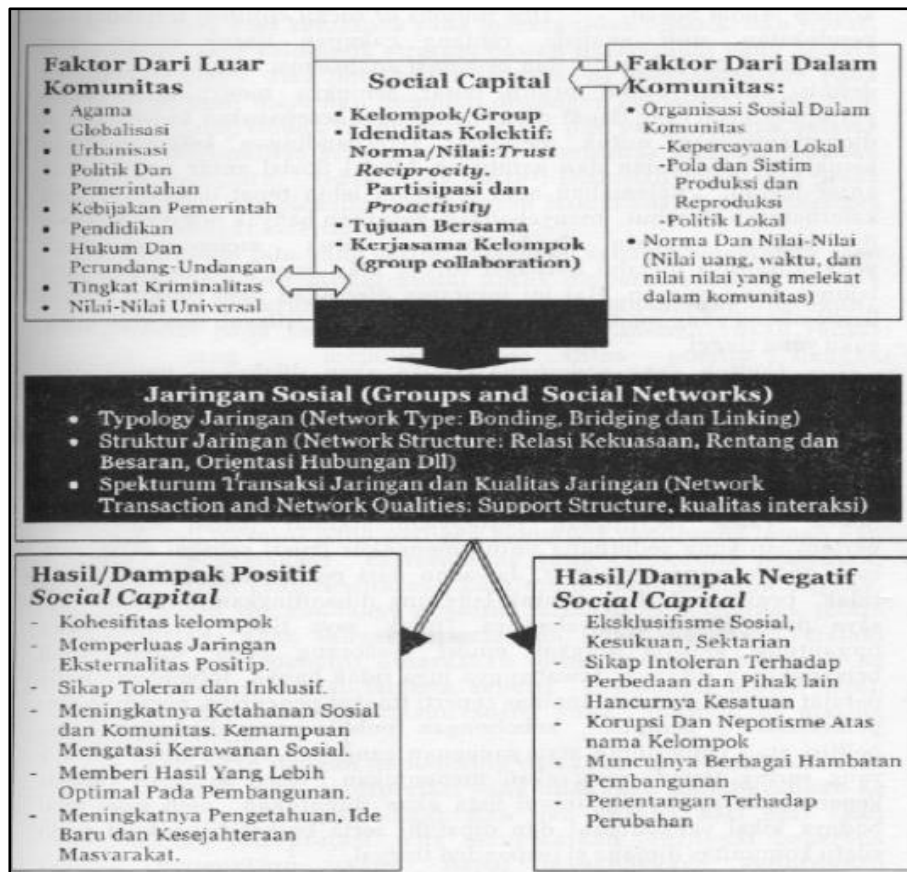 Faktor Dari Luar
Komunitas
• Agama
• Globalisasi
• Urbanisasi
• Politik Dan
Pemerintahan
• Kebijakan Pemerintah
• Pendidikan
• Hukum Dan
Perundang-Undangan
• Tingkat Kriminalitas
• Nilai-Nilai Universal
Social Capital
• Kelompok/Group
• Idenditas Kolektif:
Norma/Nilai:Trust
Reciprocity.
Partisipasi dan
Proactivity
• Tujuan Bersama
• Kerjasama Kelompok
(group collaboration)
Faktor Dari Dalam
Komunitas:
• Organisasi Sosial Dalam
Komunitas
-Kepercayaan Lokal
-Pola dan Sistim
Produksi dan
Reproduksi
-Politik Lokal
• Norma Dan Nilai-Nilai
(Nilai uang, waktu, dan
nilai nilai yang melekat
dalam komunitas)
Jaringan Sosial (Groups and Social Networks)
• Typology Jaringan (Network Type: Bonding, Bridging dan Linking)
• Struktur Jaringan (Network Structure: Relasi Kekuasaan, Rentang dan
Besaran, Orientasi Hubungan Dll)
▪ Spekturum Transaksi Jaringan dan Kualitas Jaringan (Network
Transaction and Network Qualities: Support Structure, kualitas interaksi)
Hasil/Dampak Positif
Social Capital
- Kohesifitas kelompok
- Memperluas Jaringan
Eksternalitas Positip.
- Sikap Toleran dan Inklusif.
- Meningkatnya Ketahanan Sosial
dan Komunitas. Kemampuan
Mengatasi Kerawanan Sosial.
- Memberi Hasil Yang Lebih
Optimal Pada Pembangunan.
- Meningkatnya Pengetahuan, Ide
Baru dan Kesejahteraan
Masyarakat.
Hasil/Dampak Negatif
Social Capital
- Eksklusifisme Sosial,
Kesukuan, Sektarian
- Sikap Intoleran Terhadap
Perbedaan dan Pihak lain
- Hancurnya Kesatuan
- Korupsi Dan Nepotisme Atas
nama Kelompok
- Munculnya Berbagai Hambatan
Pembangunan
- Penentangan Terhadap
Perubahan